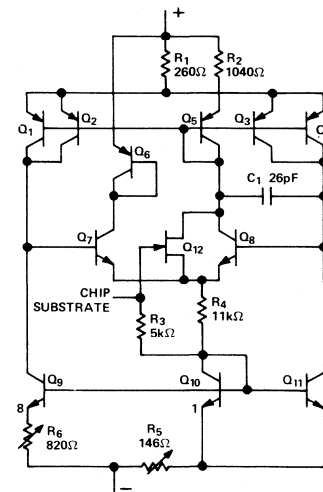 +
R1 260Ω
R2 1040Ω
Q1
Q2
Q5
Q3
Q6
C1 26pF
Q7
Q12
Q8
CHIP SUBSTRATE
R3 5kΩ
R4 11kΩ
Q9
Q10
Q11
8
1
R6 820Ω
R5 146Ω
−